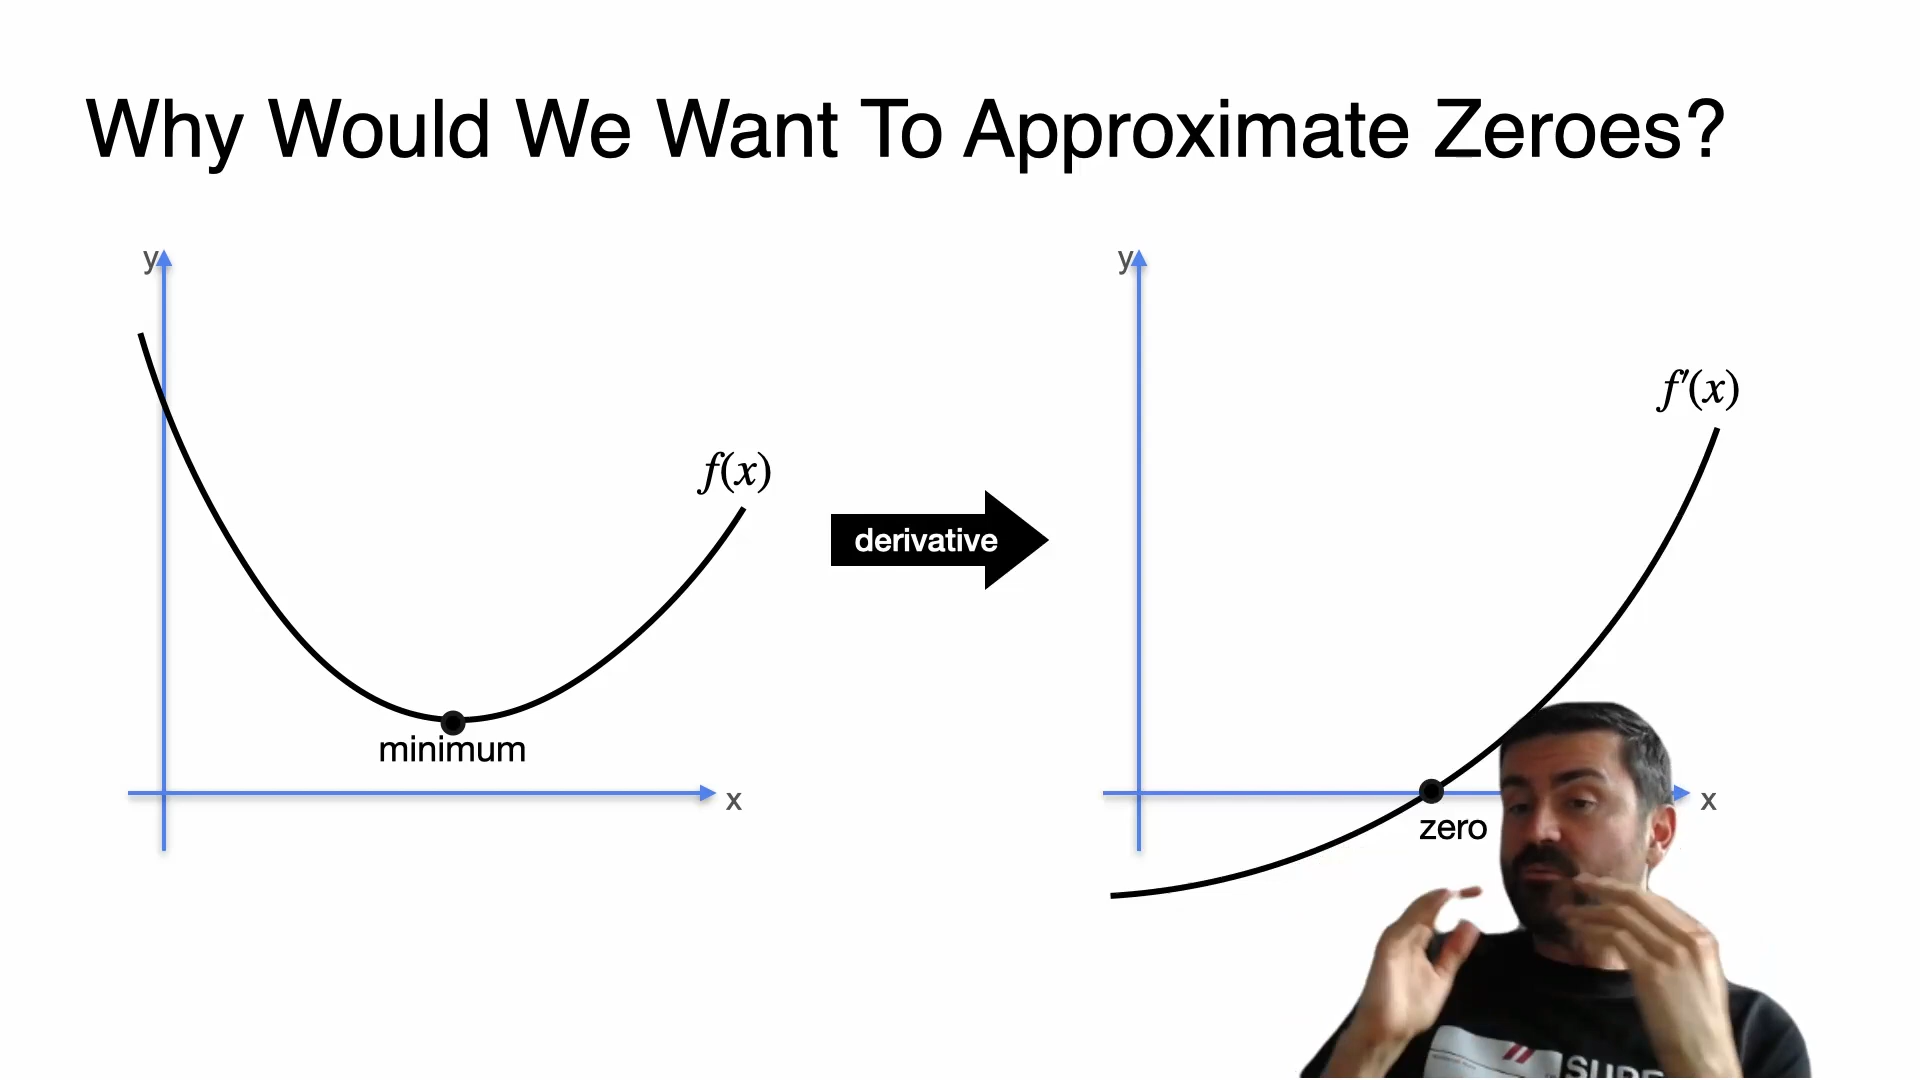 Why Would We Want To Approximate Zeroes?
y
f(x)
minimum
x
derivative
y
f′(x)
zero
x